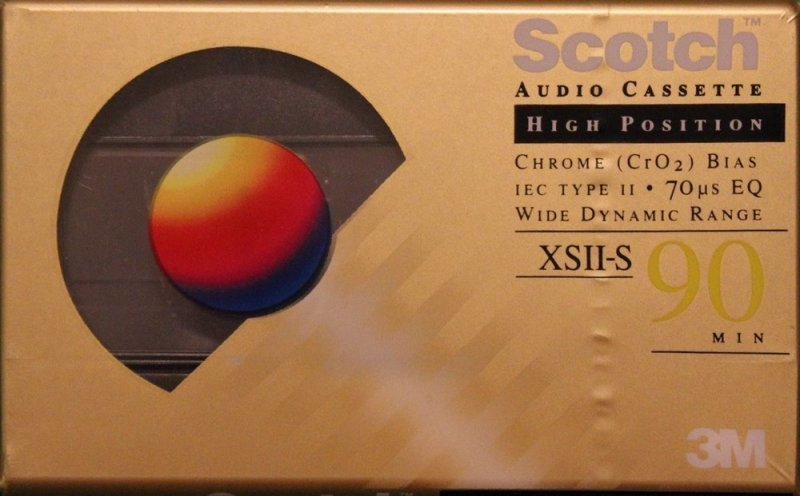 Scotch™
AUDIO CASSETTE
HIGH POSITION
CHROME (CrO2) BIAS
IEC TYPE II • 70µs EQ
WIDE DYNAMIC RANGE
XSII-S 90
MIN
3M